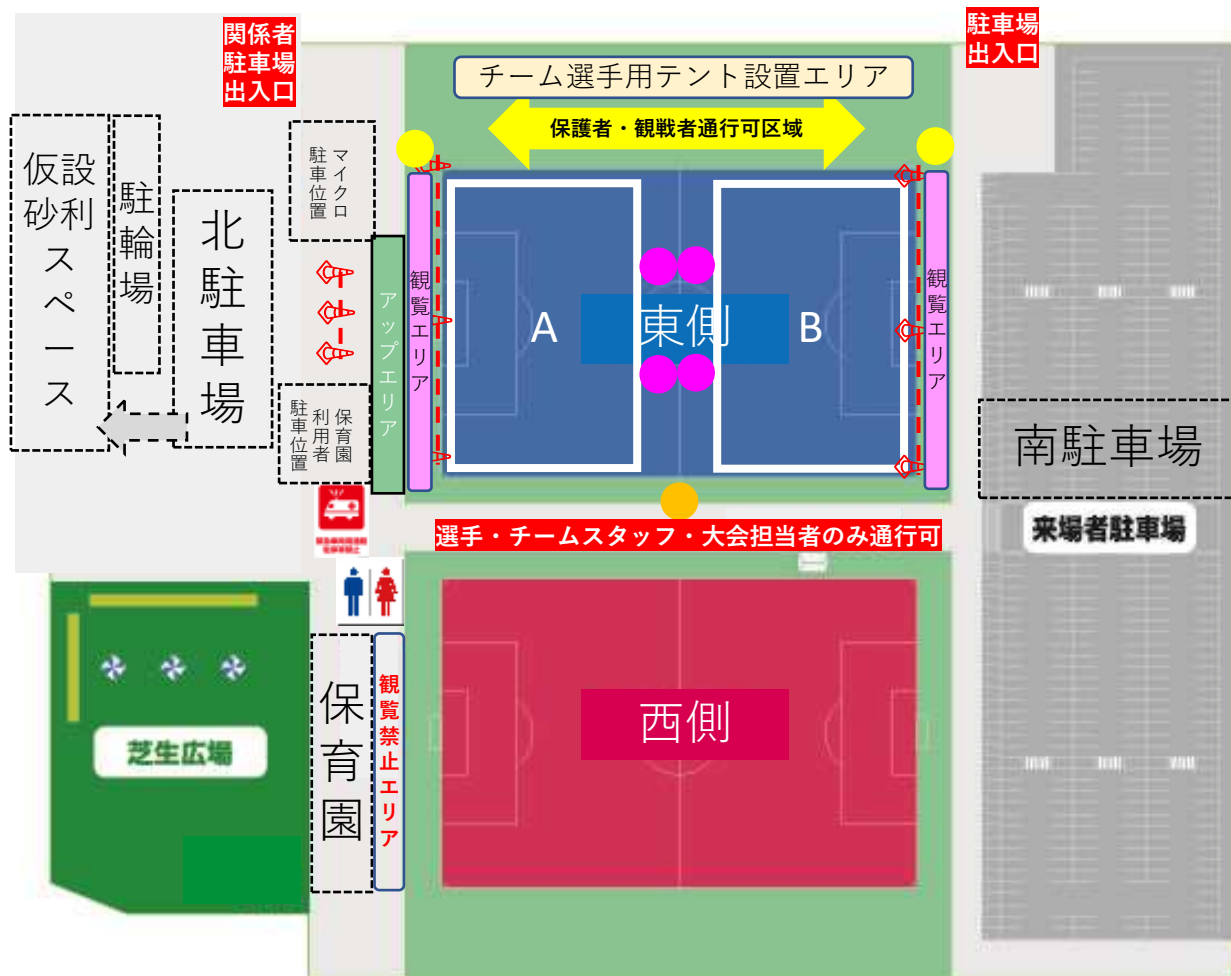 関係者
駐車場
出入口
駐車場
出入口
チーム選手用テント設置エリア
保護者・観戦者通行可区域
仮設
砂利
スペース
駐輪場
北駐車場
マイクロ
駐車位置
アップエリア
観覧エリア
A
東側
B
観覧エリア
保育園
利用者
駐車位置
南駐車場
来場者駐車場
選手・チームスタッフ・大会担当者のみ通行可
芝生広場
保育園
観覧禁止エリア
西側